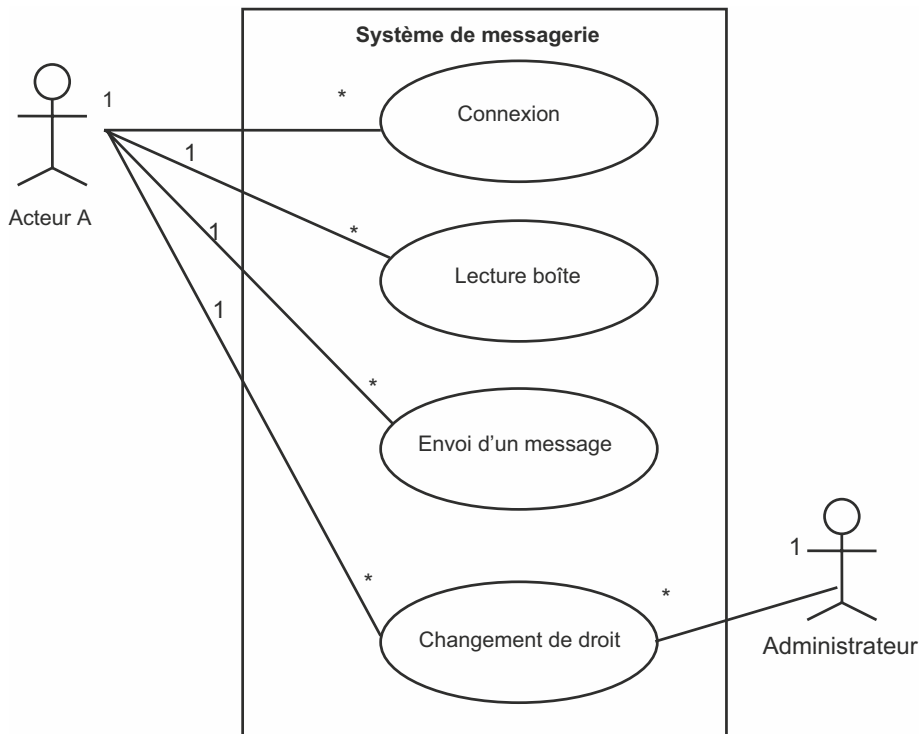 Système de messagerie
1
*
Connexion
1
Acteur A
*
1
Lecture boîte
1
*
Envoi d’un message
1
*
*
Changement de droit
Administrateur